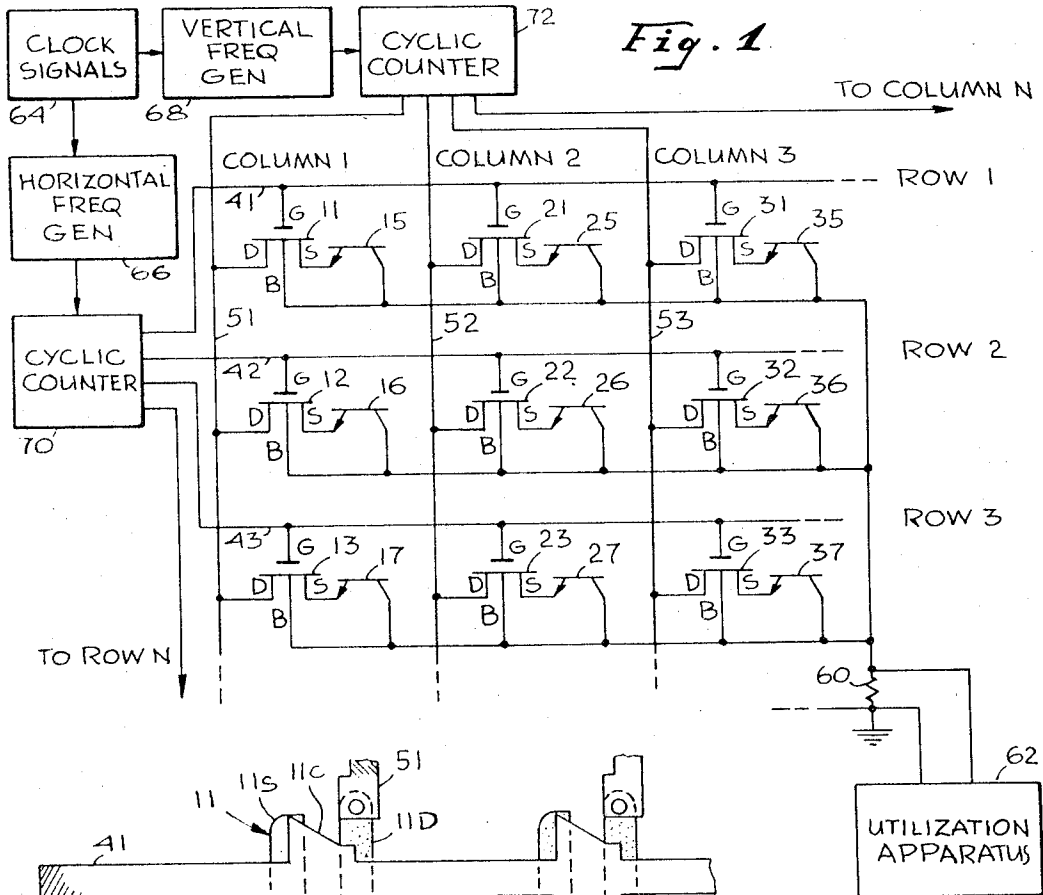 Fig. 1
CLOCK
SIGNALS
64
VERTICAL
FREQ
GEN
68
CYCLIC
COUNTER
72
TO COLUMN N
HORIZONTAL
FREQ
GEN
66
COLUMN 1
COLUMN 2
COLUMN 3
ROW 1
41
G
11
15
D
S
B
G
21
25
D
S
B
G
31
35
D
S
B
51
52
53
CYCLIC
COUNTER
70
ROW 2
42
G
12
16
D
S
B
G
22
26
D
S
B
G
32
36
D
S
B
ROW 3
43
G
13
17
D
S
B
G
23
27
D
S
B
G
33
37
D
S
B
TO ROW N
60
62
UTILIZATION
APPARATUS
11
11S
11C
51
11D
41